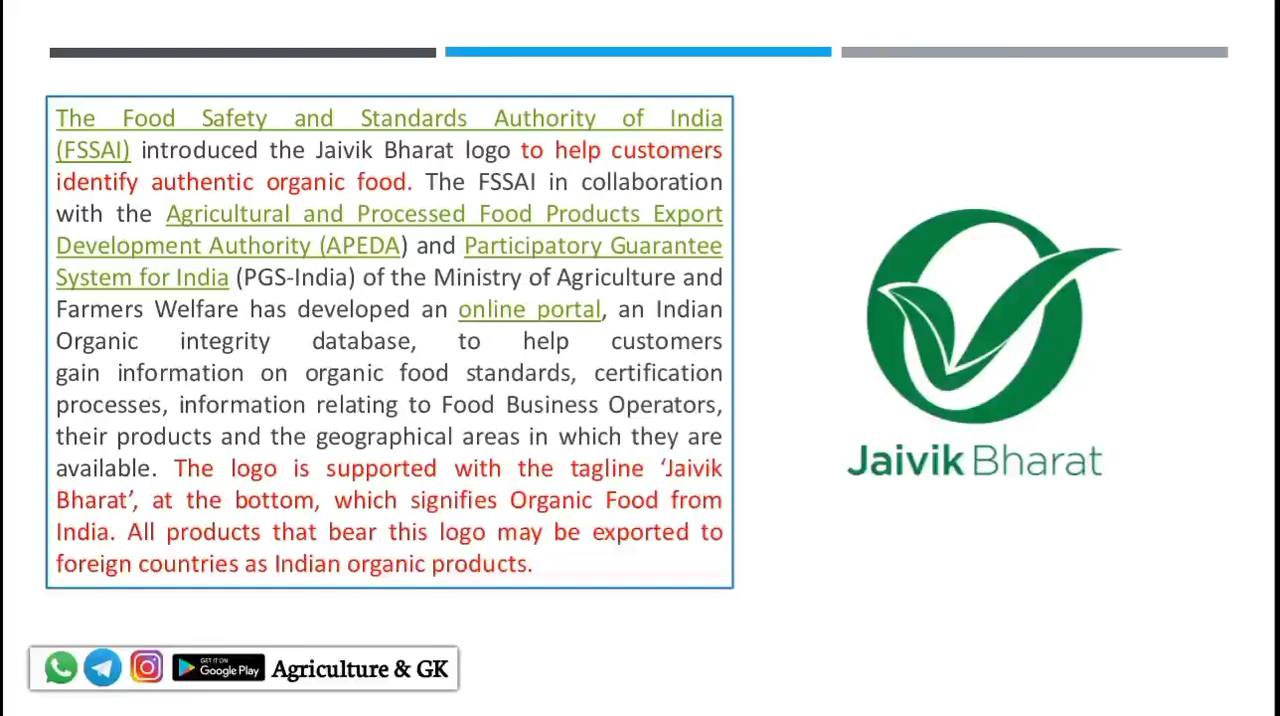 The Food Safety and Standards Authority of India
(FSSAI) introduced the Jaivik Bharat logo to help customers
identify authentic organic food. The FSSAI in collaboration
with the Agricultural and Processed Food Products Export
Development Authority (APEDA) and Participatory Guarantee
System for India (PGS-India) of the Ministry of Agriculture and
Farmers Welfare has developed an online portal, an Indian
Organic integrity database, to help customers
gain information on organic food standards, certification
processes, information relating to Food Business Operators,
their products and the geographical areas in which they are
available. The logo is supported with the tagline ‘Jaivik
Bharat’, at the bottom, which signifies Organic Food from
India. All products that bear this logo may be exported to
foreign countries as Indian organic products.
Jaivik Bharat
GET IT ON
Google Play
Agriculture & GK